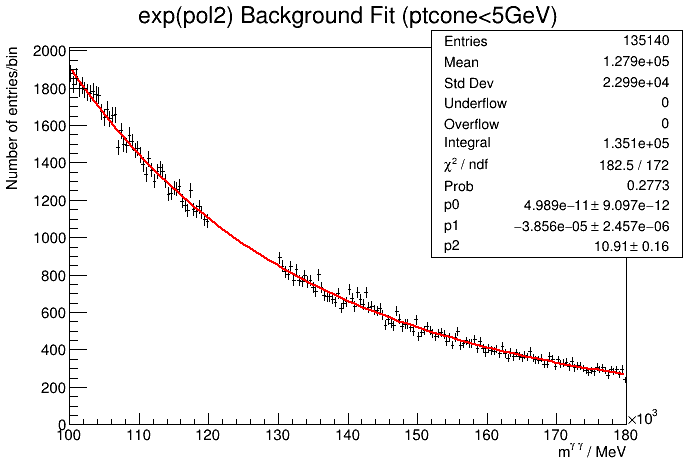 exp(pol2) Background Fit (ptcone<5GeV)
Entries 135140
Mean 1.279e+05
Std Dev 2.299e+04
Underflow 0
Overflow 0
Integral 1.351e+05
χ² / ndf 182.5 / 172
Prob 0.2773
p0 4.989e−11 ± 9.097e−12
p1 −3.856e−05 ± 2.457e−06
p2 10.91 ± 0.16
Number of entries/bin
2000
1800
1600
1400
1200
1000
800
600
400
200
0
100 110 120 130 140 150 160 170 180
×10³
m^γγ / MeV